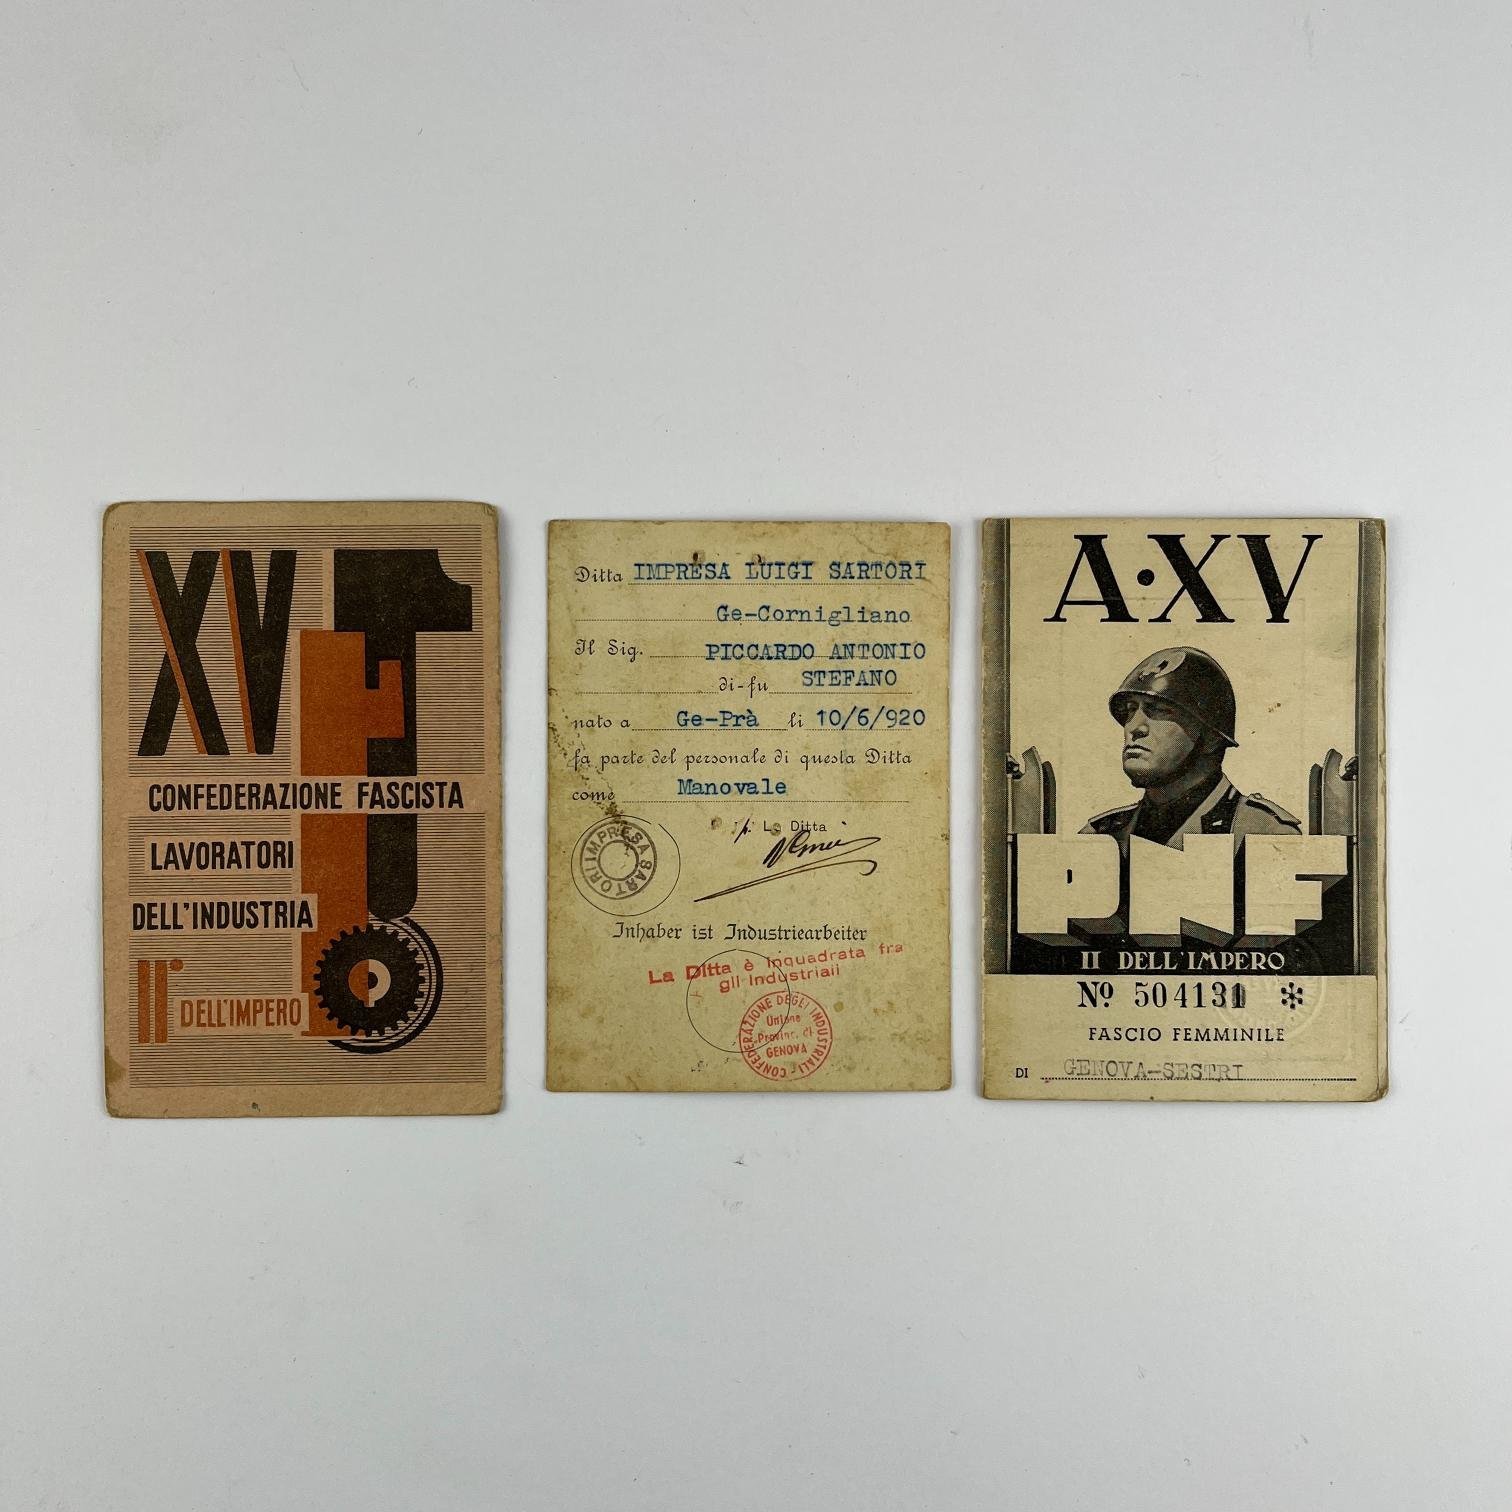 XV
CONFEDERAZIONE FASCISTA
LAVORATORI
DELL'INDUSTRIA
II°
DELL'IMPERO
Ditta IMPRESA LUIGI SARTORI
Ge-Cornigliano
Il Sig. PICCARDO ANTONIO
di-fu STEFANO
nato a Ge-Prà li 10/6/920
fa parte del personale di questa Ditta
come Manovale
p. La Ditta
IMPRESA SARTORI
Inhaber ist Industriearbeiter
La Ditta è inquadrata fra
gli Industriali
CONFEDERAZIONE DEGLI INDUSTRIALI
Unione
Provinc. di
GENOVA
A·XV
PNF
II DELL'IMPERO
Nº 504131 *
FASCIO FEMMINILE
DI GENOVA-SESTRI